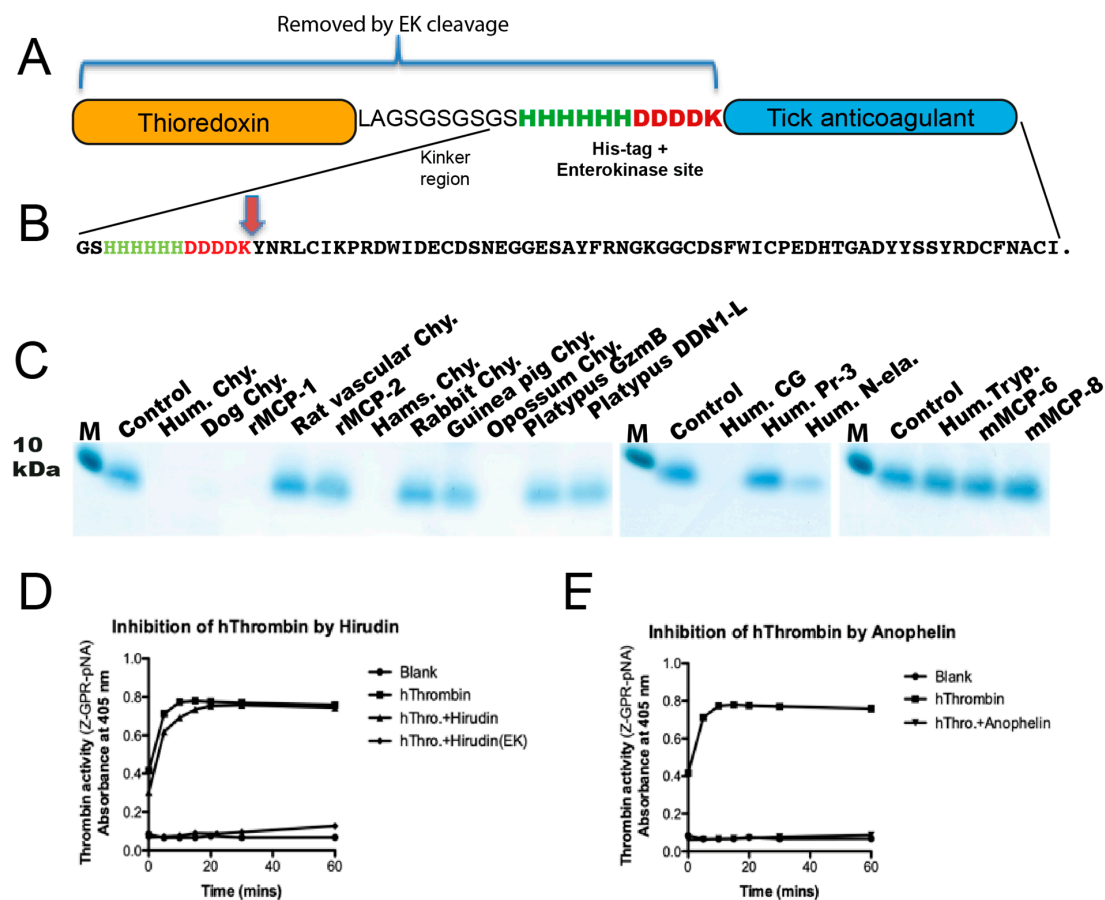 A
Removed by EK cleavage
Thioredoxin
LAGSGSGSGSHHHHHHDDDDK
Tick anticoagulant
Kinker
region
His-tag +
Enterokinase site
B
GSHHHHHHDDDDKYNRLCIKPRDWIDECDSNEGGESAYFRNGKGGCDSFWICPEDHTGADYYSSYRDCFNACI.
C
10
kDa
M
Control
Hum. Chy.
Dog Chy.
rMCP-1
Rat vascular Chy.
rMCP-2
Hams. Chy.
Rabbit Chy.
Guinea pig Chy.
Opossum Chy.
Platypus GzmB
Platypus DDN1-L
M
Control
Hum. CG
Hum. Pr-3
Hum. N-ela.
M
Control
Hum.Tryp.
mMCP-6
mMCP-8
D
Inhibition of hThrombin by Hirudin
Thrombin activity (Z-GPR-pNA)
Absorbance at 405 nm
1.0
0.8
0.6
0.4
0.2
0.0
0
20
40
60
Time (mins)
Blank
hThrombin
hThro.+Hirudin
hThro.+Hirudin(EK)
E
Inhibition of hThrombin by Anophelin
Thrombin activity (Z-GPR-pNA)
Absorbance at 405 nm
1.0
0.8
0.6
0.4
0.2
0.0
0
20
40
60
Time (mins)
Blank
hThrombin
hThro.+Anophelin